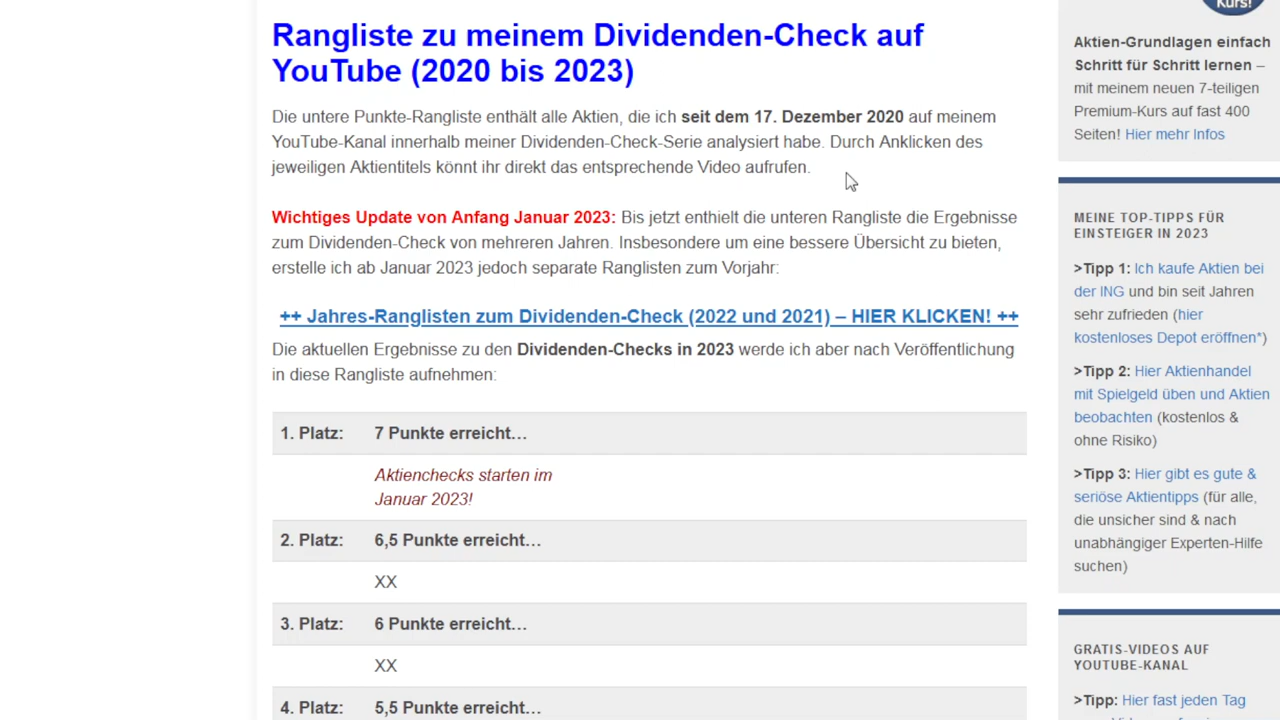 Rangliste zu meinem Dividenden-Check auf
YouTube (2020 bis 2023)
Die untere Punkte-Rangliste enthält alle Aktien, die ich seit dem 17. Dezember 2020 auf meinem
YouTube-Kanal innerhalb meiner Dividenden-Check-Serie analysiert habe. Durch Anklicken des
jeweiligen Aktientitels könnt ihr direkt das entsprechende Video aufrufen.
Wichtiges Update von Anfang Januar 2023: Bis jetzt enthielt die unteren Rangliste die Ergebnisse
zum Dividenden-Check von mehreren Jahren. Insbesondere um eine bessere Übersicht zu bieten,
erstelle ich ab Januar 2023 jedoch separate Ranglisten zum Vorjahr:
++ Jahres-Ranglisten zum Dividenden-Check (2022 und 2021) – HIER KLICKEN! ++
Die aktuellen Ergebnisse zu den Dividenden-Checks in 2023 werde ich aber nach Veröffentlichung
in diese Rangliste aufnehmen:
1. Platz: 7 Punkte erreicht…
Aktienchecks starten im
Januar 2023!
2. Platz: 6,5 Punkte erreicht…
XX
3. Platz: 6 Punkte erreicht…
XX
4. Platz: 5,5 Punkte erreicht…
Kurs!
Aktien-Grundlagen einfach
Schritt für Schritt lernen –
mit meinem neuen 7-teiligen
Premium-Kurs auf fast 400
Seiten! Hier mehr Infos
MEINE TOP-TIPPS FÜR
EINSTEIGER IN 2023
>Tipp 1: Ich kaufe Aktien bei
der ING und bin seit Jahren
sehr zufrieden (hier
kostenloses Depot eröffnen*)
>Tipp 2: Hier Aktienhandel
mit Spielgeld üben und Aktien
beobachten (kostenlos &
ohne Risiko)
>Tipp 3: Hier gibt es gute &
seriöse Aktientipps (für alle,
die unsicher sind & nach
unabhängiger Experten-Hilfe
suchen)
GRATIS-VIDEOS AUF
YOUTUBE-KANAL
>Tipp: Hier fast jeden Tag